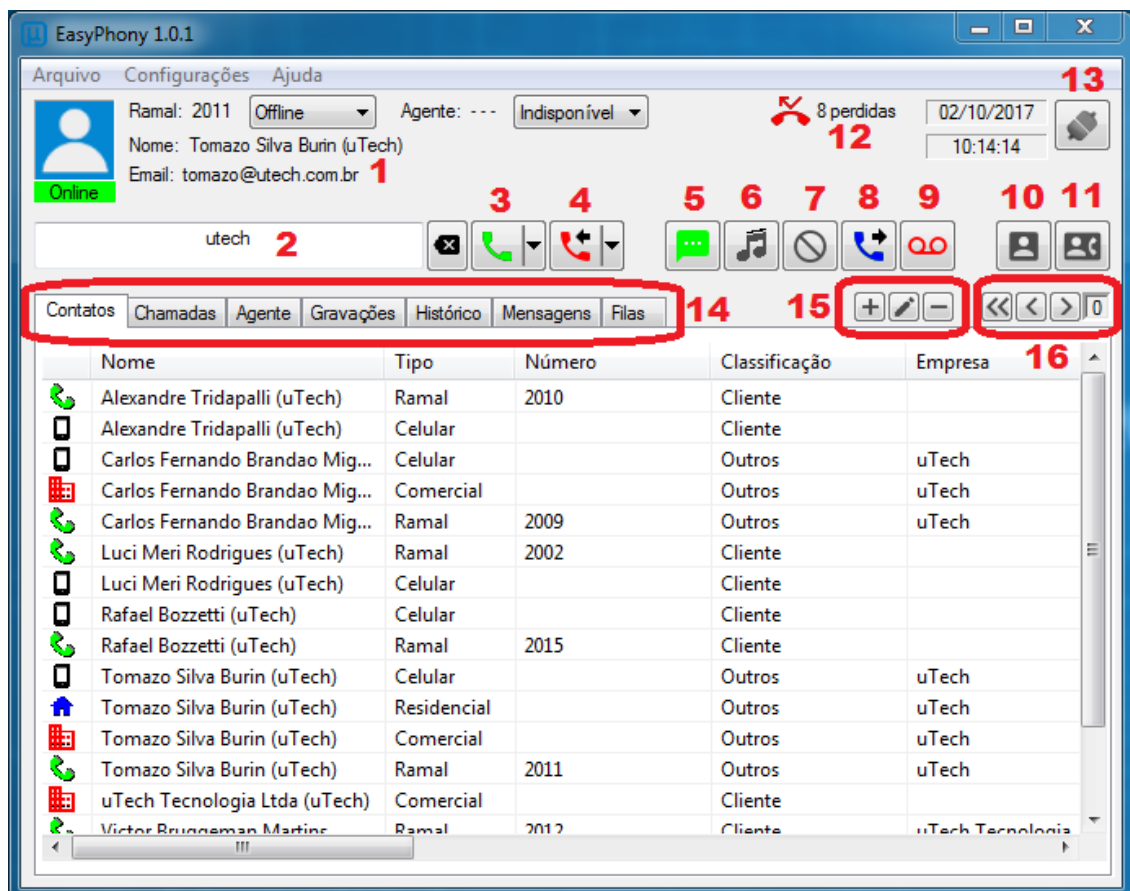 EasyPhony 1.0.1
Arquivo Configurações Ajuda
13
Ramal: 2011 Offline Agente: --- Indisponível 8 perdidas 02/10/2017
12
Nome: Tomazo Silva Burin (uTech) 10:14:14
Email: tomazo@utech.com.br 1
Online
3 4 5 6 7 8 9 10 11
utech 2
Contatos Chamadas Agente Gravações Histórico Mensagens Filas 14 15 0
16
Nome Tipo Número Classificação Empresa
Alexandre Tridapalli (uTech) Ramal 2010 Cliente
Alexandre Tridapalli (uTech) Celular Cliente
Carlos Fernando Brandao Mig... Celular Outros uTech
Carlos Fernando Brandao Mig... Comercial Outros uTech
Carlos Fernando Brandao Mig... Ramal 2009 Outros uTech
Luci Meri Rodrigues (uTech) Ramal 2002 Cliente
Luci Meri Rodrigues (uTech) Celular Cliente
Rafael Bozzetti (uTech) Celular Cliente
Rafael Bozzetti (uTech) Ramal 2015 Cliente
Tomazo Silva Burin (uTech) Celular Outros uTech
Tomazo Silva Burin (uTech) Residencial Outros uTech
Tomazo Silva Burin (uTech) Comercial Outros uTech
Tomazo Silva Burin (uTech) Ramal 2011 Outros uTech
uTech Tecnologia Ltda (uTech) Comercial Cliente
Victor Bruggeman Martins Ramal 2012 Cliente uTech Tecnologia